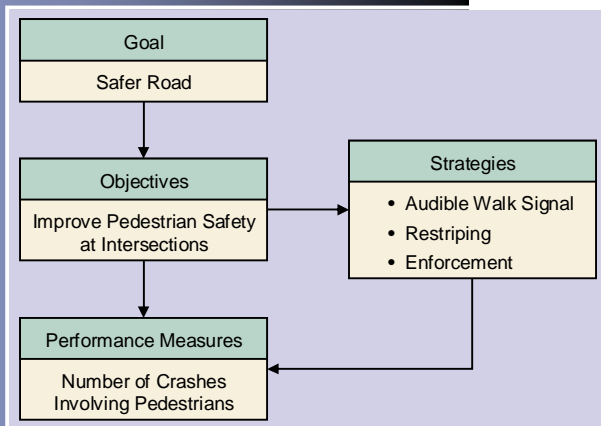 Goal
Safer Road
Objectives
Improve Pedestrian Safety
at Intersections
Strategies
• Audible Walk Signal
• Restriping
• Enforcement
Performance Measures
Number of Crashes
Involving Pedestrians